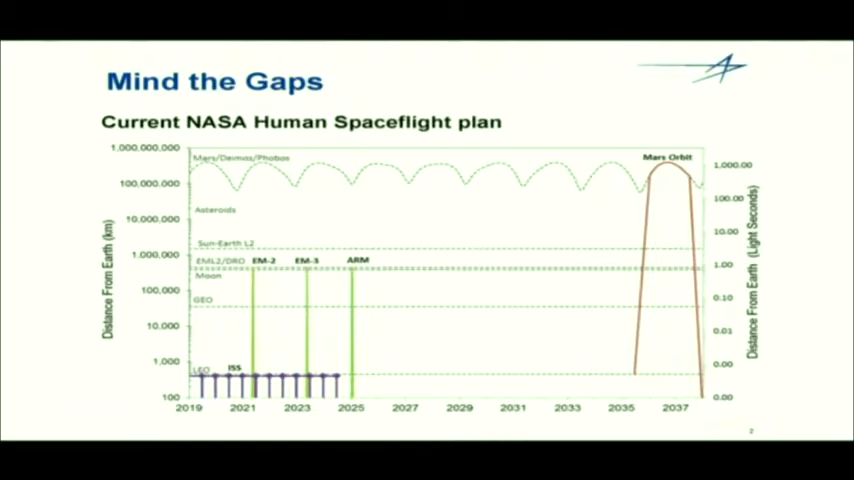 Mind the Gaps
Current NASA Human Spaceflight plan
1,000,000,000
100,000,000
10,000,000
1,000,000
100,000
10,000
1,000
100
Distance From Earth (km)
Mars/Deimos/Phobos
Asteroids
Sun-Earth L2
EML2/DRO
Moon
GEO
LEO
ISS
EM-2
EM-3
ARM
Mars Orbit
1,000.00
100.00
10.00
1.00
0.10
0.01
0.00
0.00
Distance From Earth (Light Seconds)
2019 2021 2023 2025 2027 2029 2031 2033 2035 2037
2